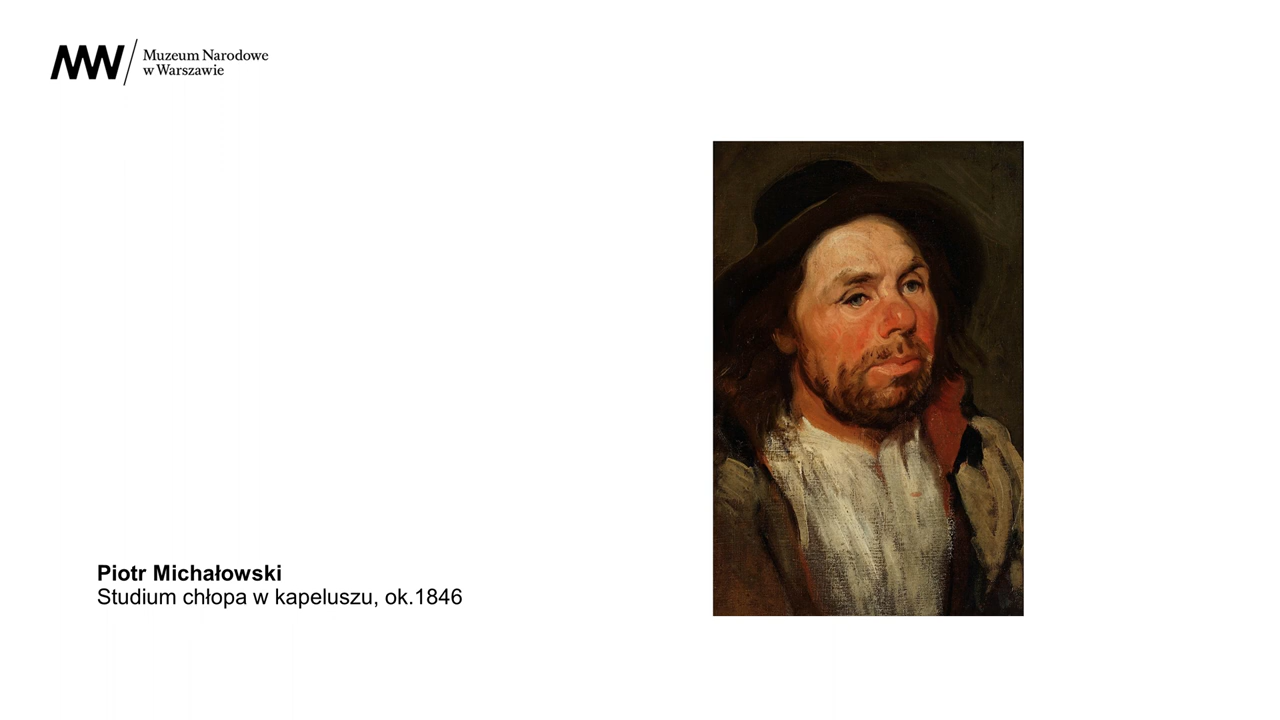 MW
Muzeum Narodowe
w Warszawie
Piotr Michałowski
Studium chłopa w kapeluszu, ok.1846